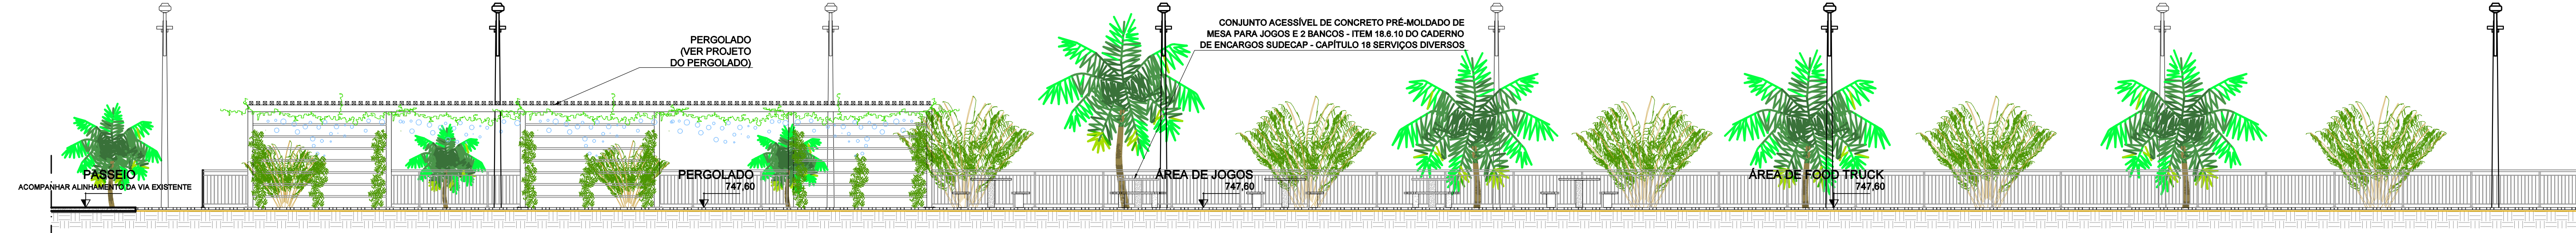 PERGOLADO
(VER PROJETO
DO PERGOLADO)
CONJUNTO ACESSÍVEL DE CONCRETO PRÉ-MOLDADO DE
MESA PARA JOGOS E 2 BANCOS - ITEM 18.6.10 DO CADERNO
DE ENCARGOS SUDECAP - CAPÍTULO 18 SERVIÇOS DIVERSOS
PASSEIO
ACOMPANHAR ALINHAMENTO DA VIA EXISTENTE
PERGOLADO
747,60
ÁREA DE JOGOS
747,60
ÁREA DE FOOD TRUCK
747,60